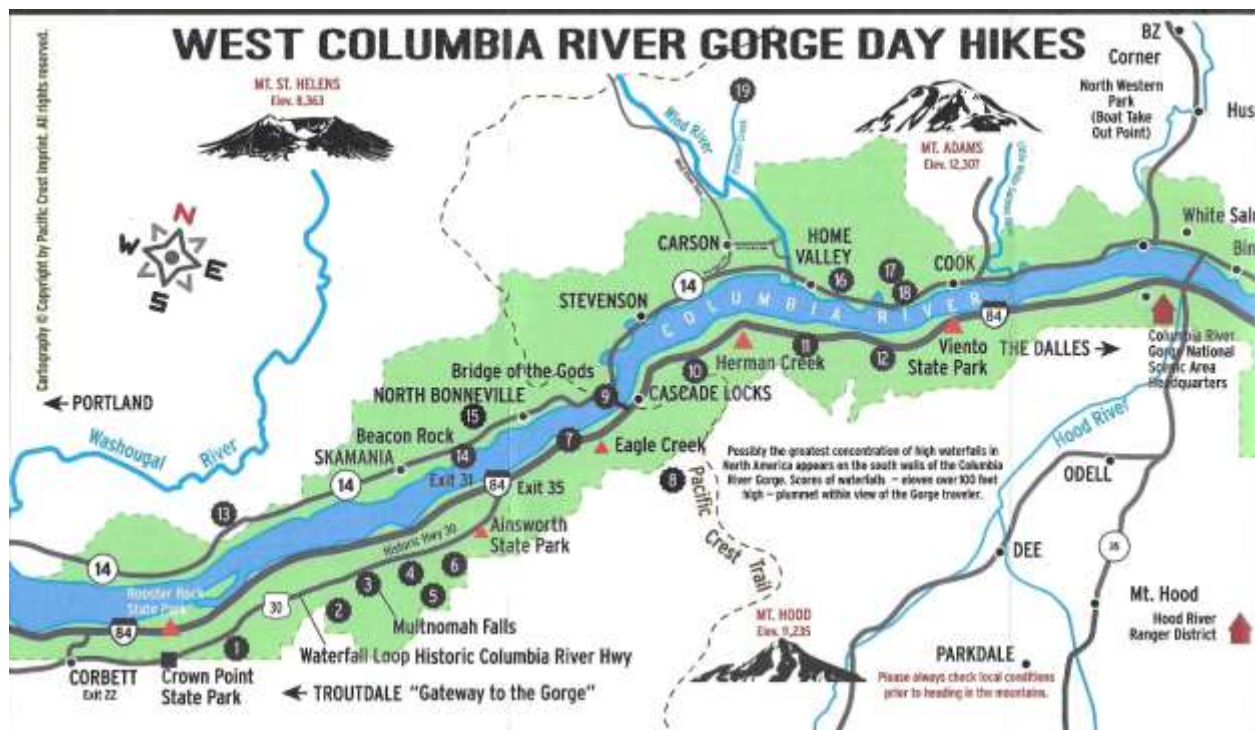 WEST COLUMBIA RIVER GORGE DAY HIKES
Cartography © Copyright by Pacific Crest Imprint. All rights reserved.
MT. ST. HELENS
Elev. 8,363
N
W
E
S
BZ
Corner
North Western
Park
(Boat Take
Out Point)
Hus
19
Wind River
MT. ADAMS
Elev. 12,307
White Sal
Bin
CARSON
HOME
VALLEY
16
17
18
COOK
14
STEVENSON
COLUMBIA RIVER
84
11
12
10
Herman Creek
Viento
State Park
THE DALLES →
Columbia River
Gorge National
Scenic Area
Headquarters
Bridge of the Gods
9
CASCADE LOCKS
NORTH BONNEVILLE
15
← PORTLAND
Washougal River
Beacon Rock
14
SKAMANIA
Exit 31
7
Eagle Creek
8
Pacific Crest Trail
Possibly the greatest concentration of high waterfalls in
North America appears on the south walls of the Columbia
River Gorge. Scores of waterfalls – eleven over 100 feet
high – plummet within view of the Gorge traveler.
Hood River
ODELL
14
84
Exit 35
13
Ainsworth
State Park
Historic Hwy 30
DEE
35
14
Rooster Rock
State Park
84
30
1
2
3
4
5
6
Multnomah Falls
Waterfall Loop Historic Columbia River Hwy
CORBETT
Exit 22
Crown Point
State Park
← TROUTDALE "Gateway to the Gorge"
MT. HOOD
Elev. 11,235
Mt. Hood
Hood River
Ranger District
PARKDALE
Please always check local conditions
prior to heading in the mountains.